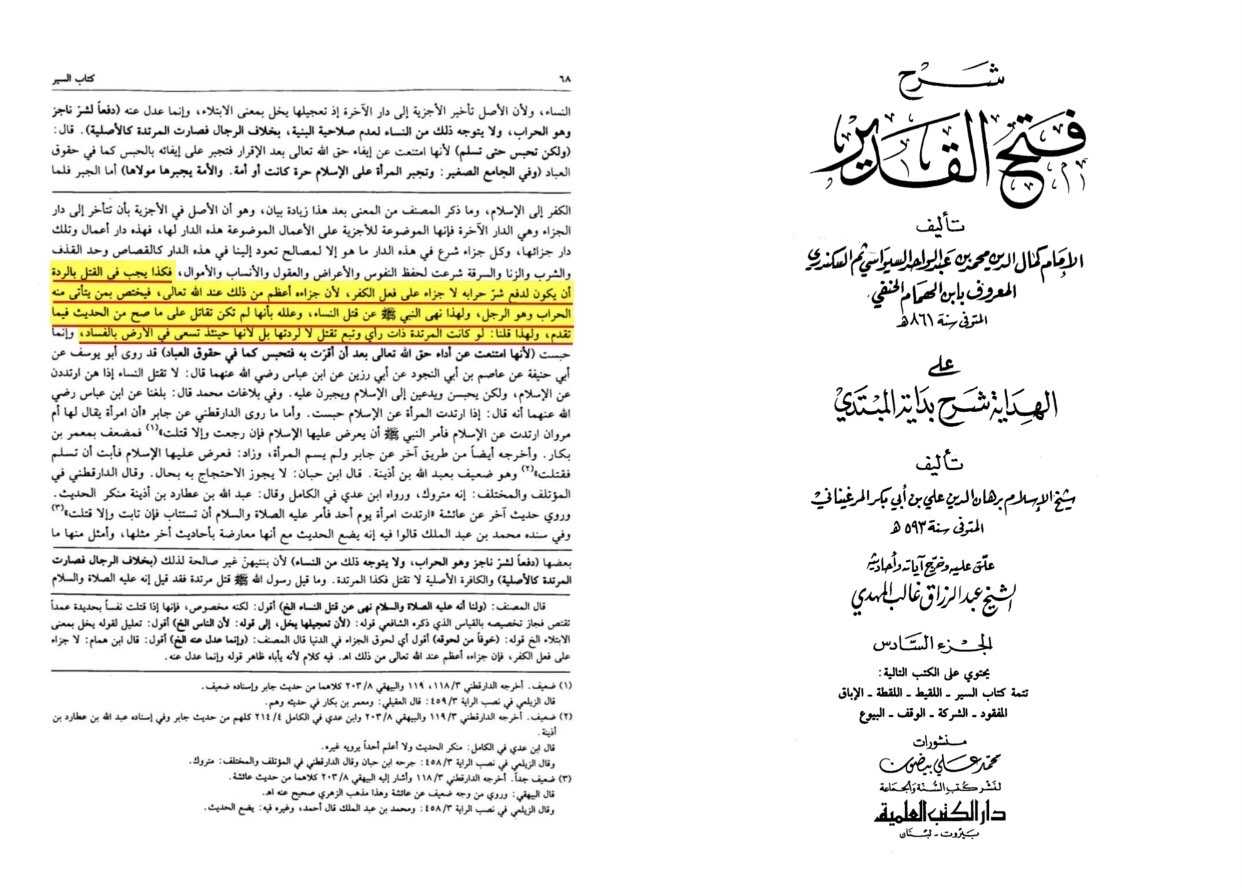 شرح
فتح القدير
تأليف
الإمام كمال الدين محمد بن عبد الواحد السيواسي ثم السكندري
المعروف بابن الهمام الحنفي
المتوفى سنة ٨٦١ هـ
على
الهداية شرح بداية المبتدي
تأليف
شيخ الإسلام برهان الدين علي بن أبي بكر المرغيناني
المتوفى سنة ٥٩٣ هـ
علق عليه وخرج آياته وأحاديثه
الشيخ عبد الرزاق غالب المهدي
الجزء السادس
يحتوي على الكتب التالية:
تتمة كتاب السير ـ اللقيط ـ اللقطة ـ الإباق
المفقود ـ الشركة ـ الوقف ـ البيوع
منشورات
محمد علي بيضون
لنشر كتب السنة والجماعة
دار الكتب العلمية
بيروت ـ لبنان
٦٨ كتاب السير
النساء، ولأن الأصل تأخير الأجزية إلى دار الآخرة إذ تعجيلها يخل بمعنى الابتلاء، وإنما عدل عنه (دفعاً لشرّ ناجز
وهو الحراب، ولا يتوجه ذلك من النساء لعدم صلاحية البنية، بخلاف الرجال فصارت المرتدة كالأصلية). قال:
(ولكن تحبس حتى تسلم) لأنها امتنعت عن إيفاء حق الله تعالى بعد الإقرار فتجبر على إيفائه بالحبس كما في حقوق
العباد (وفي الجامع الصغير: وتجبر المرأة على الإسلام حرة كانت أو أمة. والأمة يجبرها مولاها) أما الجبر فلما
الكفر إلى الإسلام، وما ذكر المصنف من المعنى بعد هذا زيادة بيان، وهو أن الأصل في الأجزية بأن تتأخر إلى دار
الجزاء وهي الدار الآخرة فإنها الموضوعة للأجزية على الأعمال الموضوعة هذه الدار لها، فهذه دار أعمال وتلك
دار جزائها، وكل جزاء شرع في هذه الدار ما هو إلا لمصالح تعود إلينا في هذه الدار كالقصاص وحد القذف
والشرب والزنا والسرقة شرعت لحفظ النفوس والأعراض والعقول والأنساب والأموال، فكذا يجب في القتل بالردة
أن يكون لدفع شرّ حرابه لا جزاء على فعل الكفر، لأن جزاءه أعظم من ذلك عند الله تعالى، فيختص بمن يتأتى منه
الحراب وهو الرجل، ولهذا نهى النبي ﷺ عن قتل النساء، وعلله بأنها لم تكن تقاتل على ما صح من الحديث فيما
تقدم، ولهذا قلنا: لو كانت المرتدة ذات رأي وتبع تقتل لا لردتها بل لأنها حينئذ تسعى في الأرض بالفساد، وإنما
حبست (لأنها امتنعت عن أداء حق الله تعالى بعد أن أقرّت به فتحبس كما في حقوق العباد) قد روى أبو يوسف عن
أبي حنيفة عن عاصم بن أبي النجود عن أبي رزين عن ابن عباس رضي الله عنهما قال: لا تقتل النساء إذا هن ارتددن
عن الإسلام، ولكن يحبسن ويدعين إلى الإسلام ويجبرن عليه. وفي بلاغات محمد قال: بلغنا عن ابن عباس رضي
الله عنهما أنه قال: إذا ارتدت المرأة عن الإسلام حبست. وأما ما روى الدارقطني عن جابر «أن امرأة يقال لها أم
مروان ارتدت عن الإسلام فأمر النبي ﷺ أن يعرض عليها الإسلام فإن رجعت وإلا قتلت»(١) فمضعف بمعمر بن
بكار. وأخرجه أيضاً من طريق آخر عن جابر ولم يسم المرأة، وزاد: فعرض عليها الإسلام فأبت أن تسلم
فقتلت»(٢) وهو ضعيف بعبد الله بن أذينة. قال ابن حبان: لا يجوز الاحتجاج به بحال. وقال الدارقطني في
المؤتلف والمختلف: إنه متروك، ورواه ابن عدي في الكامل وقال: عبد الله بن عطارد بن أذينة منكر الحديث.
وروي حديث آخر عن عائشة «ارتدت امرأة يوم أحد فأمر عليه الصلاة والسلام أن تستتاب فإن تابت وإلا قتلت»(٣)
وفي سنده محمد بن عبد الملك قالوا فيه إنه يضع الحديث مع أنها معارضة بأحاديث أخر مثلها، وأمثل منها ما
بعضها (دفعاً لشرّ ناجز وهو الحراب، ولا يتوجه ذلك من النساء) لأن بنيتهنّ غير صالحة لذلك (بخلاف الرجال فصارت
المرتدة كالأصلية) والكافرة الأصلية لا تقتل فكذا المرتدة. وما قيل رسول الله ﷺ قتل مرتدة فقد قيل إنه عليه الصلاة والسلام
قال المصنف: (ولنا أنه عليه الصلاة والسلام نهى عن قتل النساء الخ) أقول: لكنه مخصوص، فإنها إذا قتلت نفساً بحديدة عمداً
تقتص فجاز تخصيصه بالقياس الذي ذكره الشافعي قوله: (لأن تعجيلها يخل، إلى قوله: لأن الناس الخ) أقول: تعليل لقوله يخل بمعنى
الابتلاء الخ قوله: (خوفاً من لحوقه) أقول أي لحوق الجزاء في الدنيا قال المصنف: (وإنما عدل عنه الخ) أقول: قال ابن همام: لا جزاء
على فعل الكفر، فإن جزاءه أعظم عند الله تعالى من ذلك اهـ. فيه كلام لأنه يأباه ظاهر قوله وإنما عدل عنه.
(١) ضعيف. أخرجه الدارقطني ١١٨/٣، ١١٩ والبيهقي ٢٠٣/٨ كلاهما من حديث جابر وإسناده ضعيف.
قال الزيلعي في نصب الراية ٤٥٩/٣: قال العقيلي: ومعمر بن بكار في حديثه وهم.
(٢) ضعيف. أخرجه الدارقطني ١١٩/٣ والبيهقي ٢٠٣/٨ وابن عدي في الكامل ٢١٤/٤ كلهم من حديث جابر وفي إسناده عبد الله بن عطارد بن
أذينة.
قال ابن عدي في الكامل: منكر الحديث ولا أعلم أحداً يرويه غيره.
وقال الزيلعي في نصب الراية ٤٥٨/٣: جرحه ابن حبان وقال الدارقطني في المؤتلف والمختلف: متروك.
(٣) ضعيف جداً. أخرجه الدارقطني ١١٨/٣ وأشار إليه البيهقي ٢٠٣/٨ كلاهما من حديث عائشة.
قال البيهقي: وروي من وجه ضعيف عن عائشة وهذا مذهب الزهري صحيح عنه اهـ.
وقال الزيلعي في نصب الراية ٤٥٨/٣: ومحمد بن عبد الملك قال أحمد، وغيره فيه: يضع الحديث.